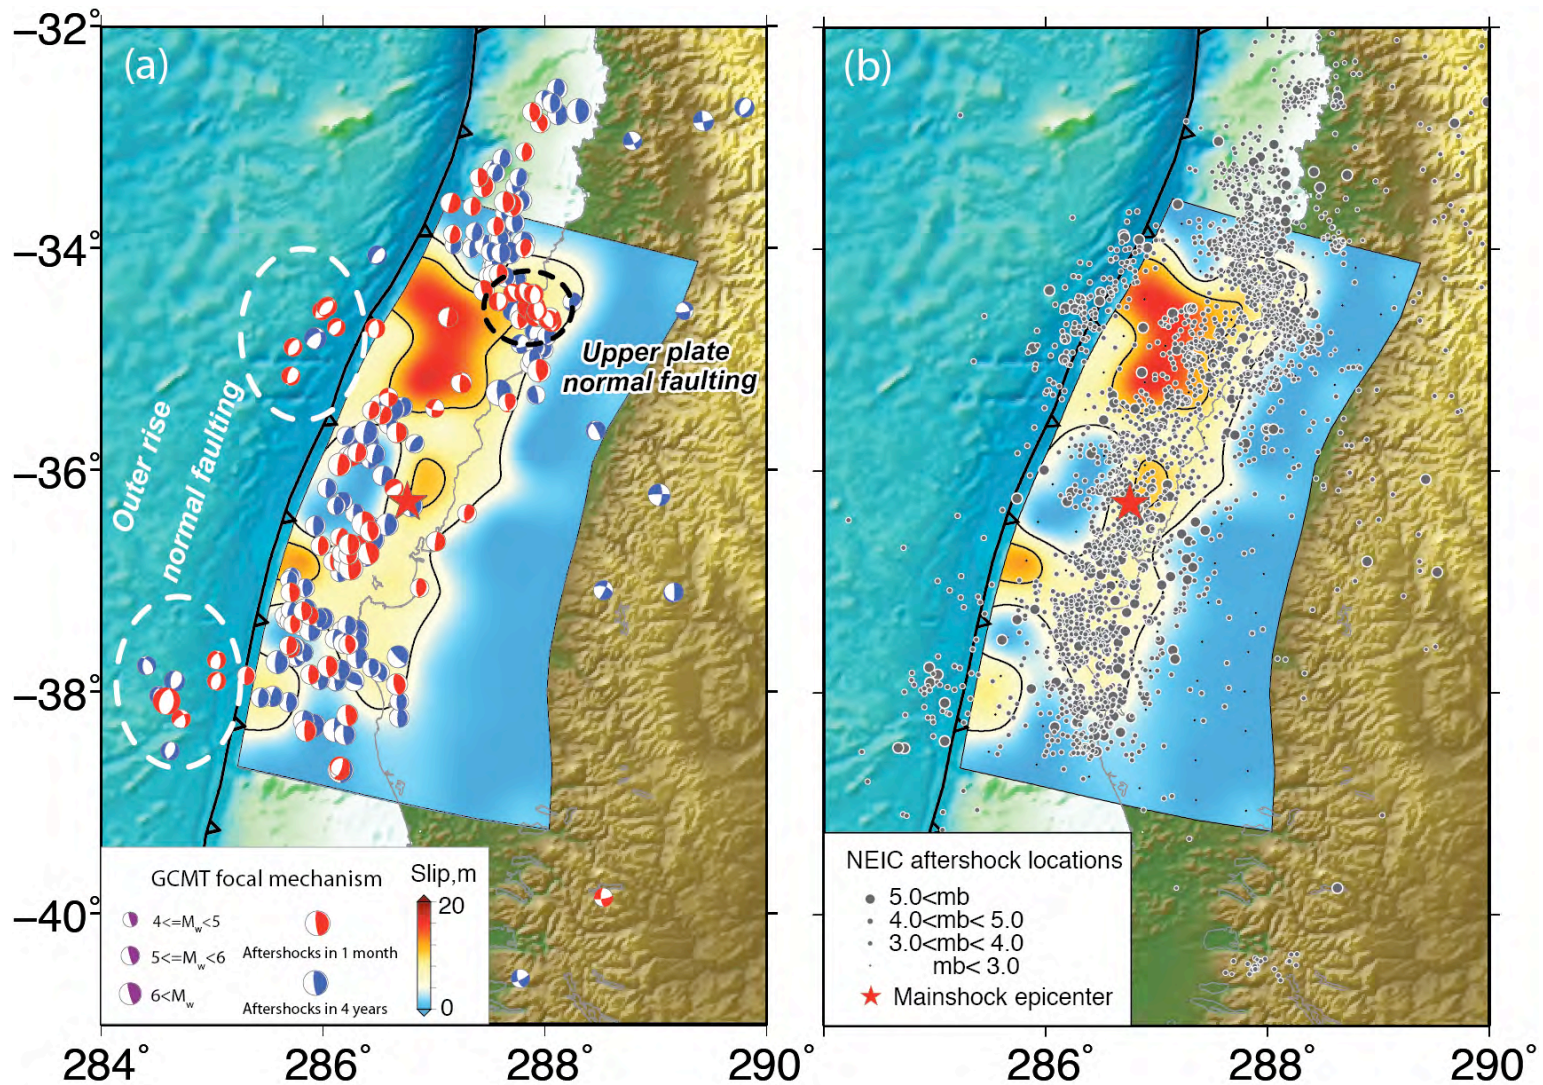 (a)
(b)
−32°
−34°
−36°
−38°
−40°
Outer rise
normal faulting
Upper plate
normal faulting
GCMT focal mechanism
4<=Mw<5
5<=Mw<6
6<Mw
Aftershocks in 1 month
Aftershocks in 4 years
Slip,m
20
0
284° 286° 288° 290°
NEIC aftershock locations
5.0<mb
4.0<mb< 5.0
3.0<mb< 4.0
mb< 3.0
Mainshock epicenter
286° 288° 290°